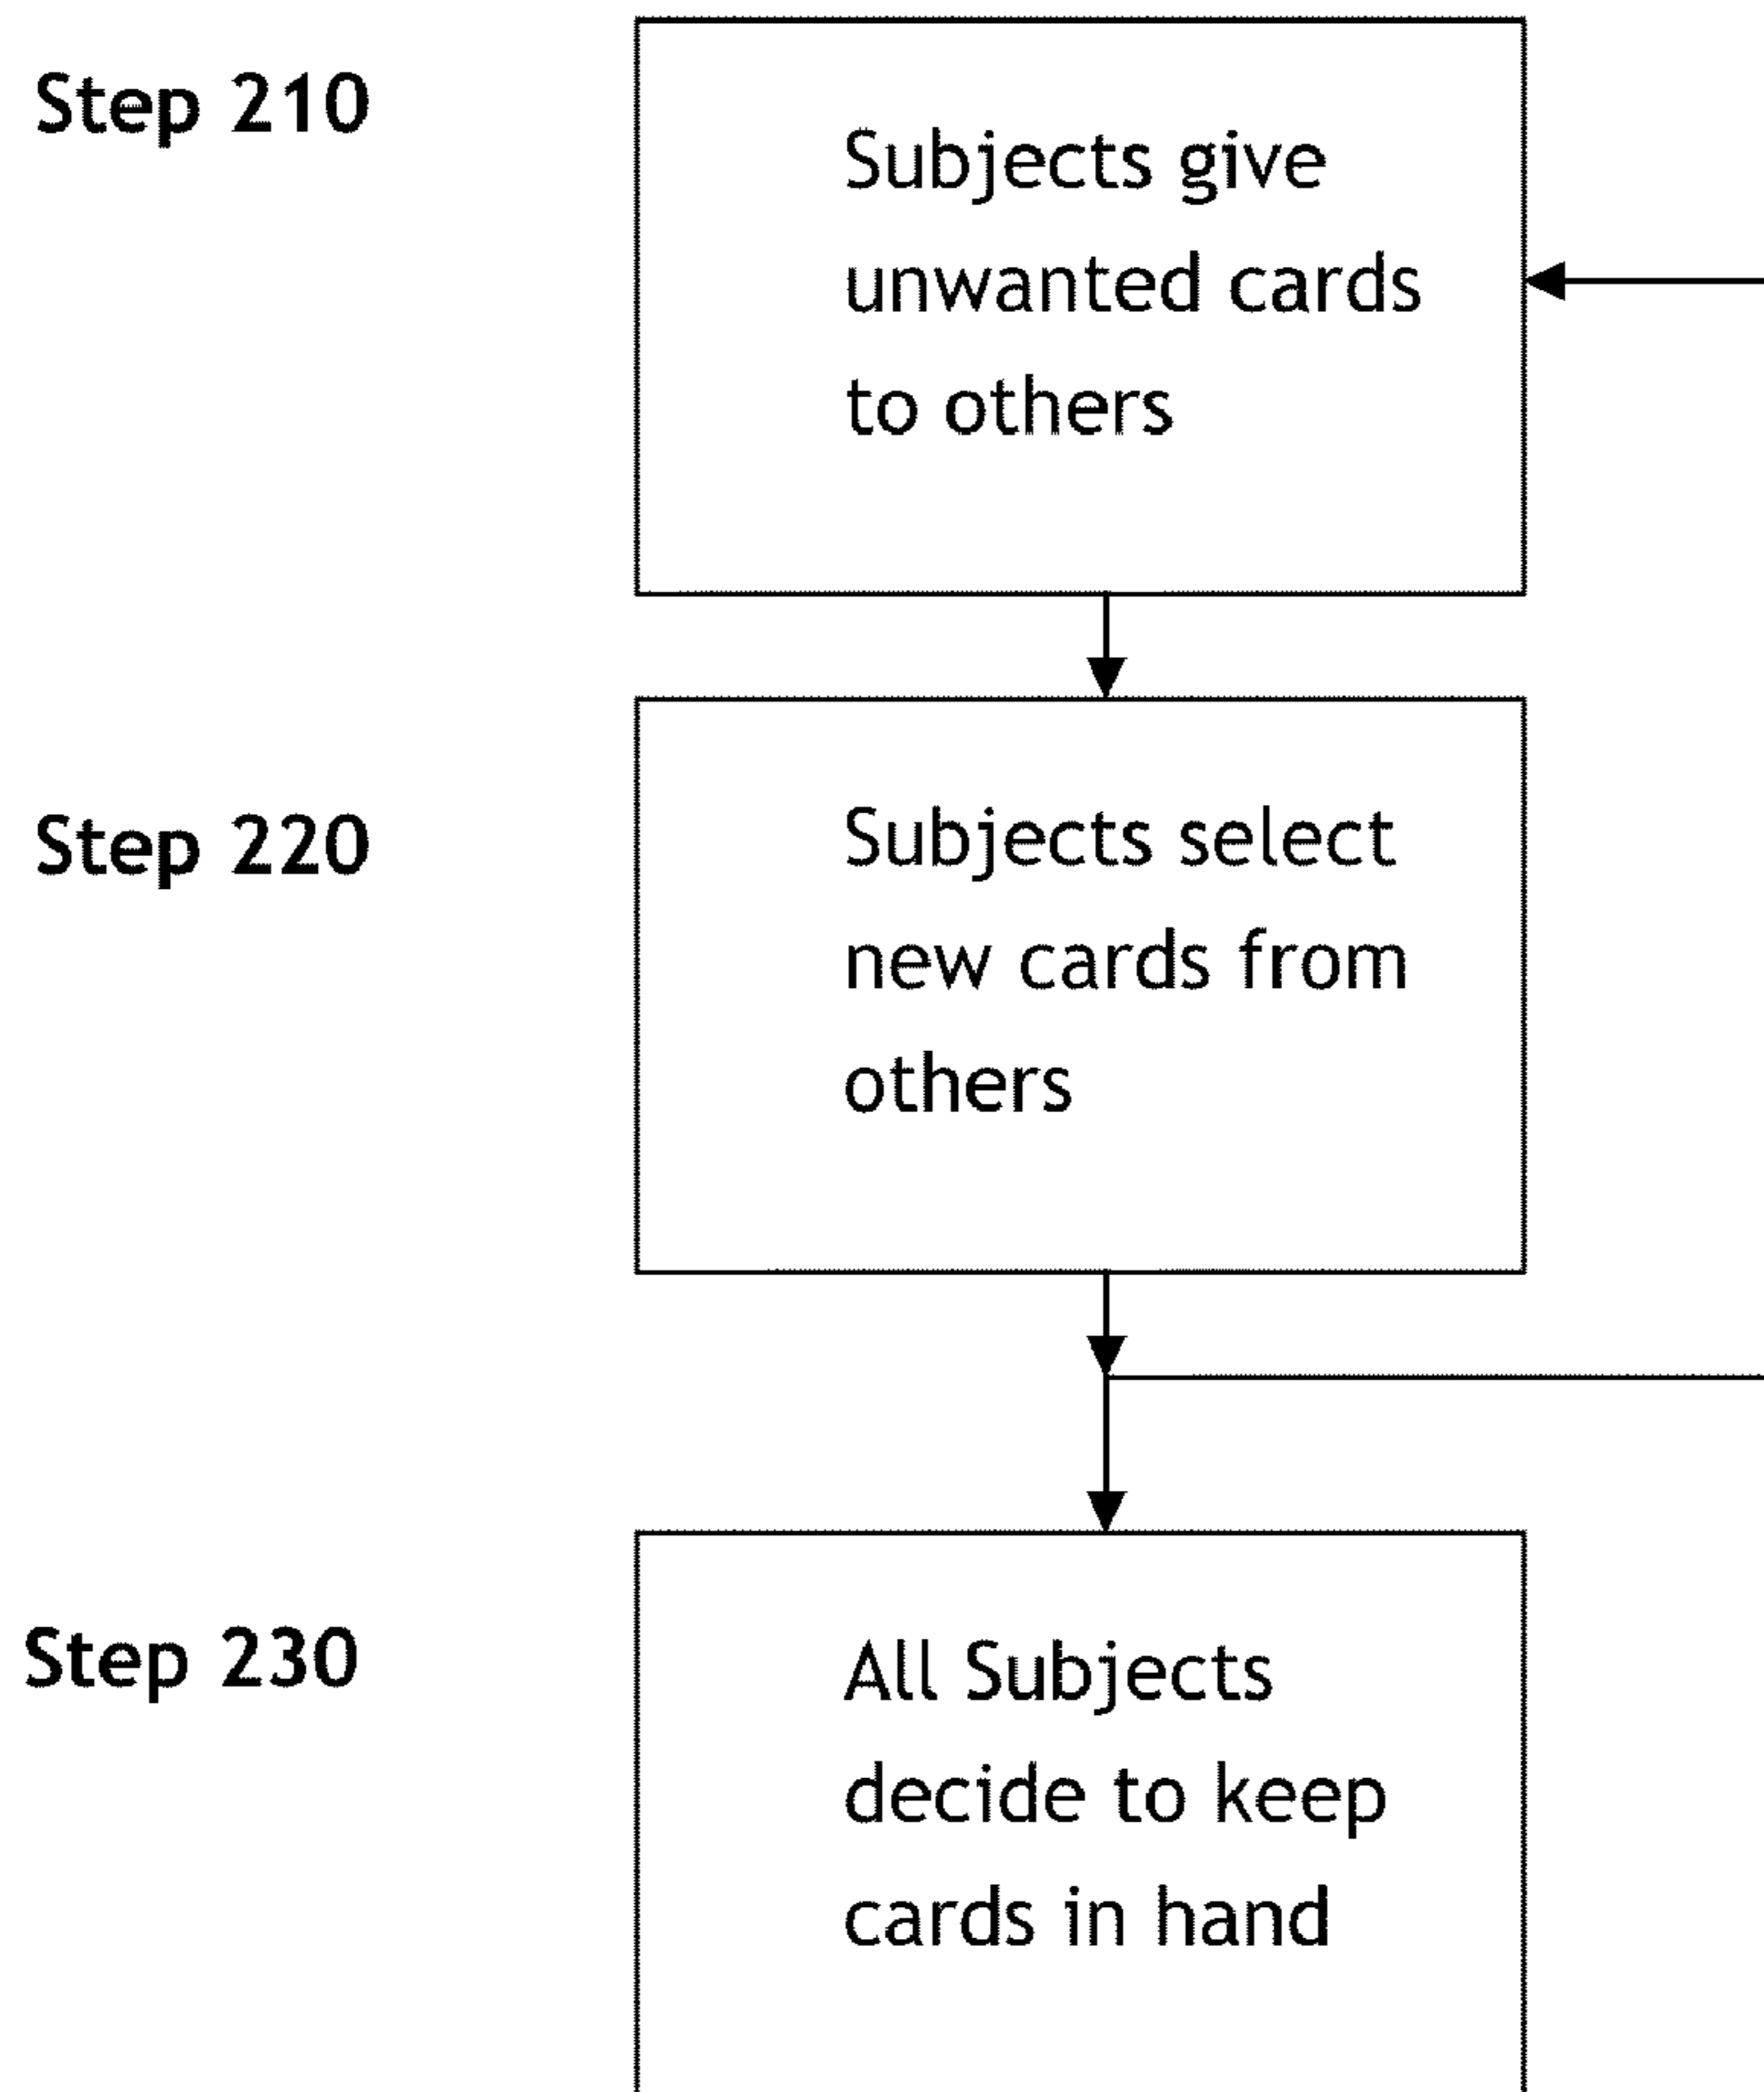 Step 210
Subjects give
unwanted cards
to others
Step 220
Subjects select
new cards from
others
Step 230
All Subjects
decide to keep
cards in hand